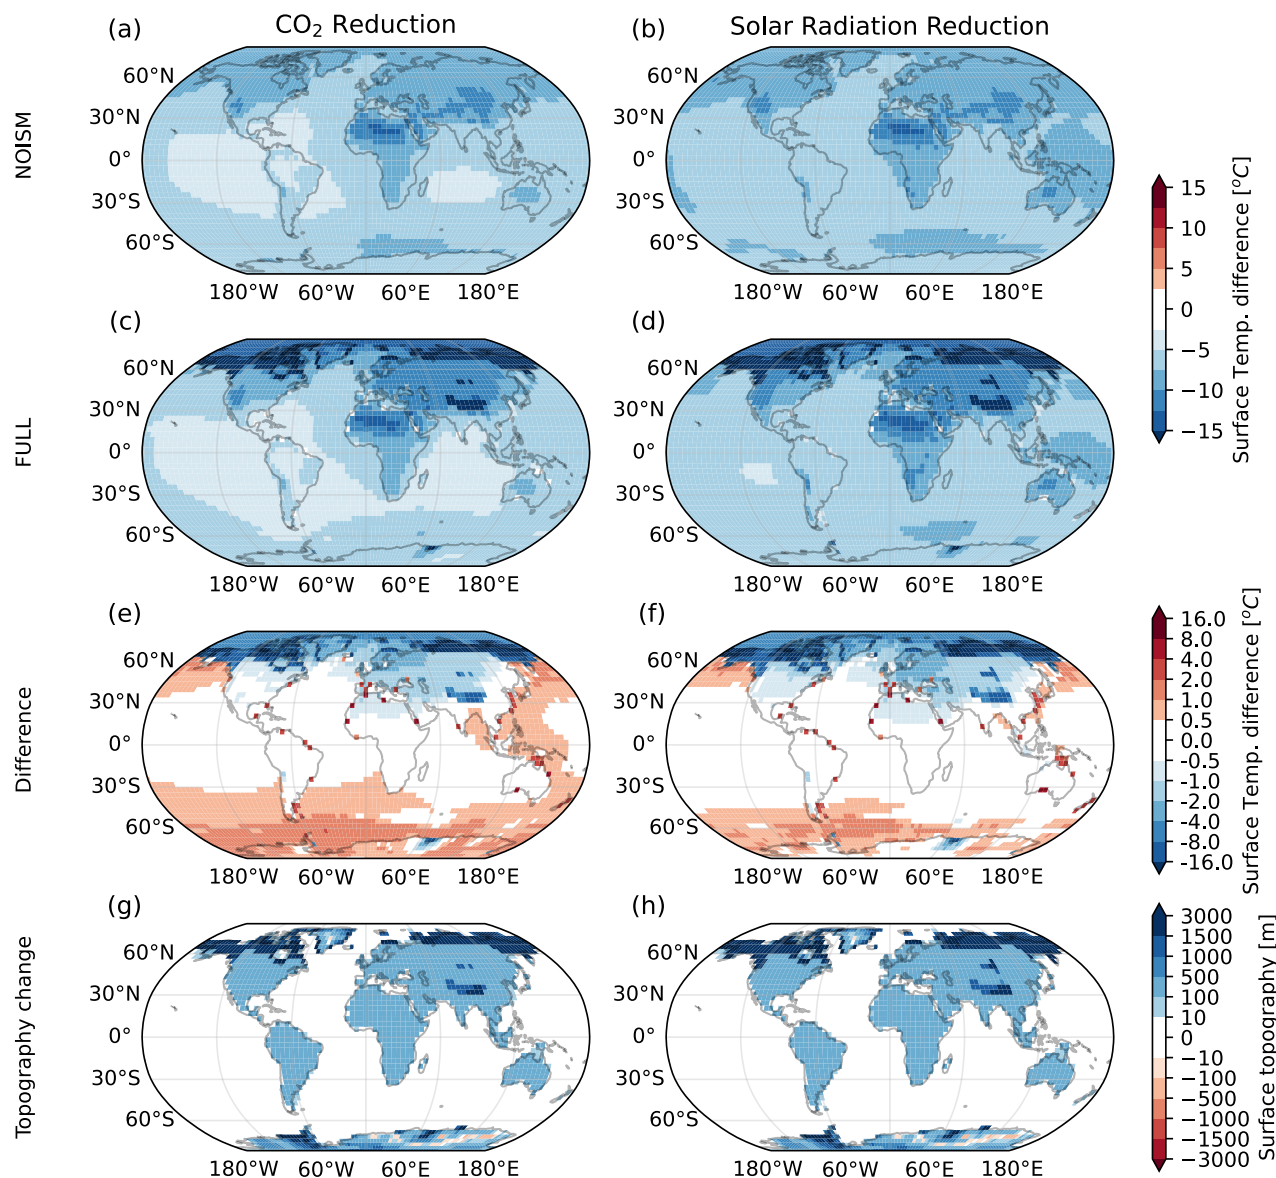 CO₂ Reduction
Solar Radiation Reduction
(a)
(b)
NOISM
60°N
30°N
0°
30°S
60°S
180°W 60°W 60°E 180°E
60°N
30°N
0°
30°S
60°S
180°W 60°W 60°E 180°E
(c)
(d)
FULL
60°N
30°N
0°
30°S
60°S
180°W 60°W 60°E 180°E
60°N
30°N
0°
30°S
60°S
180°W 60°W 60°E 180°E
15
10
5
0
−5
−10
−15
Surface Temp. difference [°C]
(e)
(f)
Difference
60°N
30°N
0°
30°S
60°S
180°W 60°W 60°E 180°E
60°N
30°N
0°
30°S
60°S
180°W 60°W 60°E 180°E
16.0
8.0
4.0
2.0
1.0
0.5
0.0
-0.5
-1.0
-2.0
-4.0
-8.0
-16.0
Surface Temp. difference [°C]
(g)
(h)
Topography change
60°N
30°N
0°
30°S
60°S
180°W 60°W 60°E 180°E
60°N
30°N
0°
30°S
60°S
180°W 60°W 60°E 180°E
3000
1500
1000
500
100
10
0
−10
−100
−500
−1000
−1500
−3000
Surface topography [m]